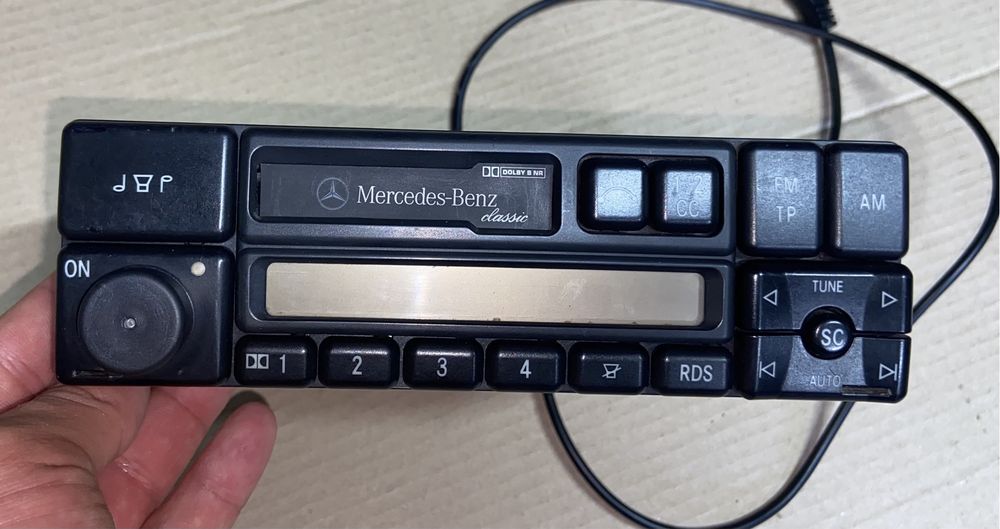 DOLBY B NR
Mercedes-Benz
classic
CC
FM
TP
AM
ON
TUNE
SC
AUTO
1
2
3
4
RDS